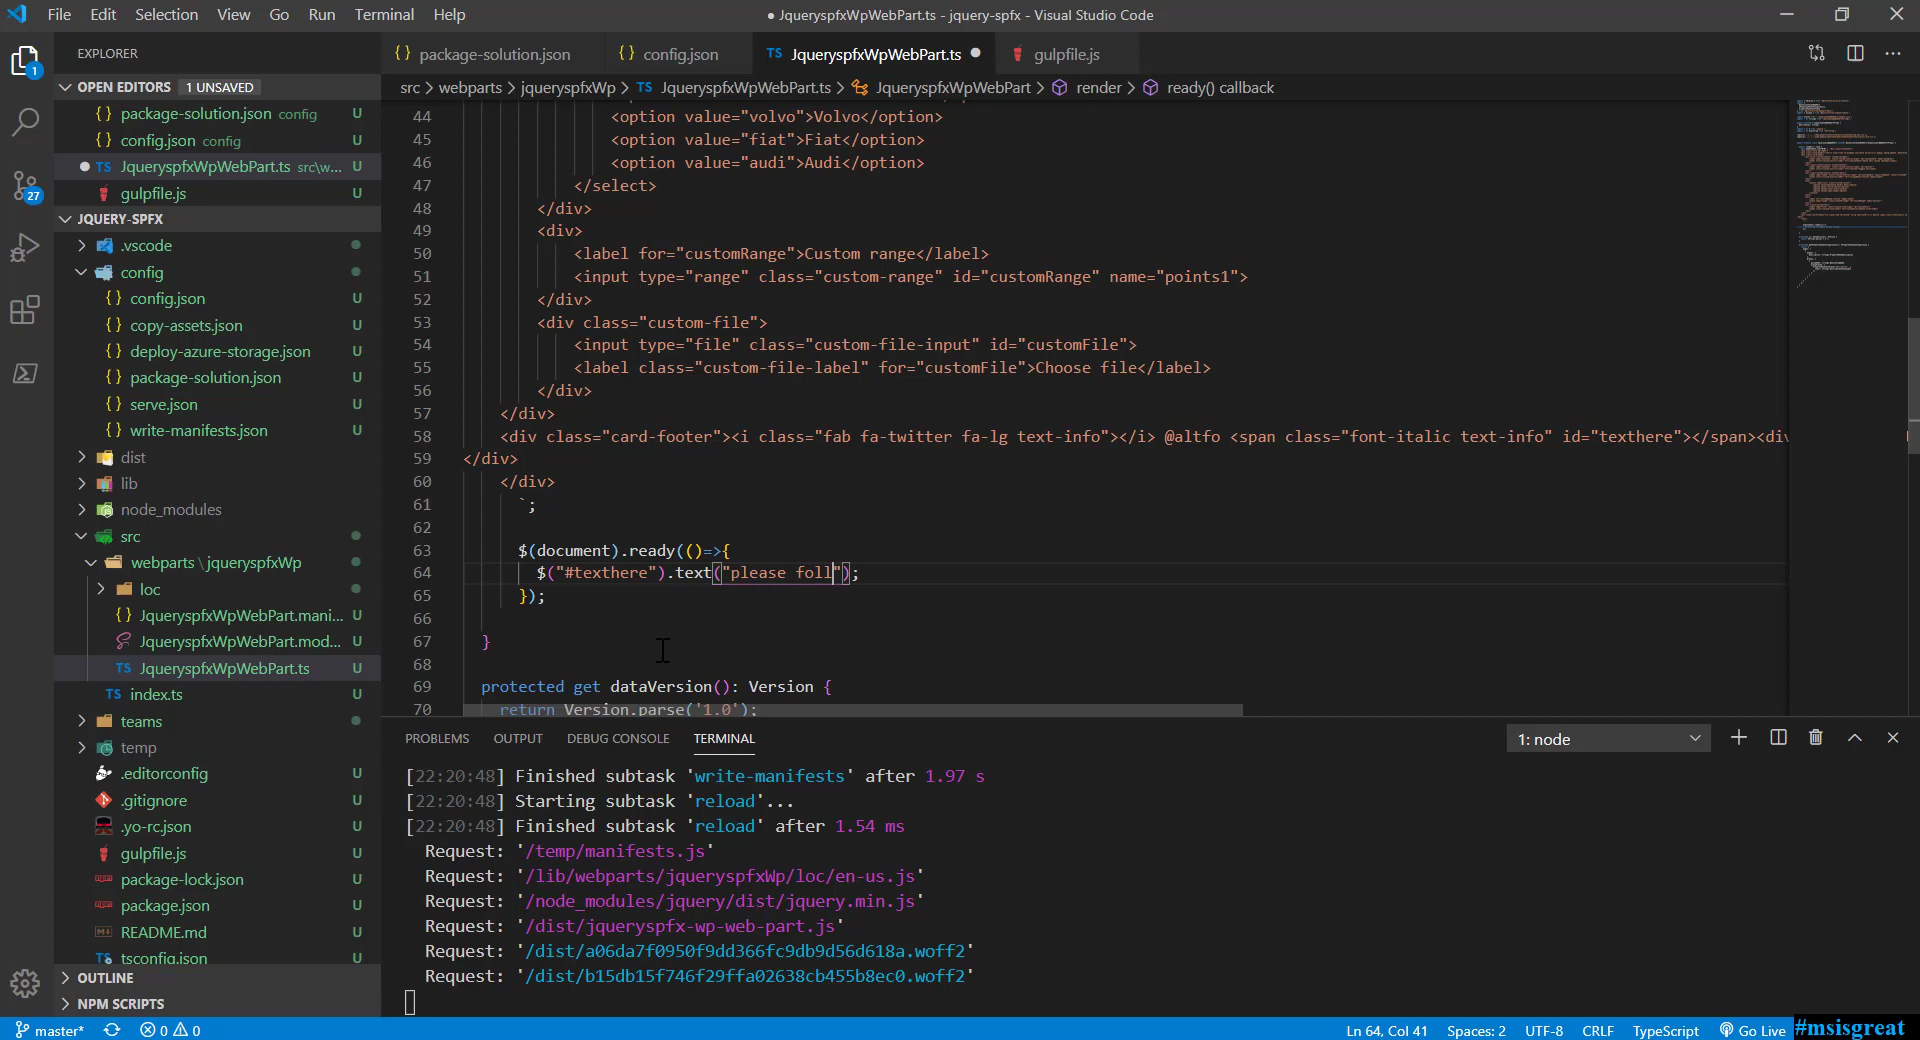 File Edit Selection View Go Run Terminal Help
● JqueryspfxWpWebPart.ts - jquery-spfx - Visual Studio Code
EXPLORER
1
27
OPEN EDITORS 1 UNSAVED
{} package-solution.json config U
{} config.json config U
● TS JqueryspfxWpWebPart.ts src\w... U
gulpfile.js U
JQUERY-SPFX
.vscode
config
{} config.json U
{} copy-assets.json U
{} deploy-azure-storage.json U
{} package-solution.json U
{} serve.json U
{} write-manifests.json U
dist
lib
node_modules
src
webparts \ jqueryspfxWp
loc
{} JqueryspfxWpWebPart.mani... U
JqueryspfxWpWebPart.mod... U
TS JqueryspfxWpWebPart.ts U
TS index.ts U
teams
temp
.editorconfig U
.gitignore U
.yo-rc.json U
gulpfile.js U
package-lock.json U
package.json U
README.md U
tsconfig.json U
OUTLINE
NPM SCRIPTS
{} package-solution.json {} config.json TS JqueryspfxWpWebPart.ts ● gulpfile.js
src > webparts > jqueryspfxWp > TS JqueryspfxWpWebPart.ts > JqueryspfxWpWebPart > render > ready() callback
44 <option value="volvo">Volvo</option>
45 <option value="fiat">Fiat</option>
46 <option value="audi">Audi</option>
47 </select>
48 </div>
49 <div>
50 <label for="customRange">Custom range</label>
51 <input type="range" class="custom-range" id="customRange" name="points1">
52 </div>
53 <div class="custom-file">
54 <input type="file" class="custom-file-input" id="customFile">
55 <label class="custom-file-label" for="customFile">Choose file</label>
56 </div>
57 </div>
58 <div class="card-footer"><i class="fab fa-twitter fa-lg text-info"></i> @altfo <span class="font-italic text-info" id="texthere"></span><div
59 </div>
60 </div>
61 `;
62
63 $(document).ready(()=>{
64 $("#texthere").text("please foll");
65 });
66
67 }
68
69 protected get dataVersion(): Version {
70 return Version.parse('1.0');
PROBLEMS OUTPUT DEBUG CONSOLE TERMINAL 1: node
[22:20:48] Finished subtask 'write-manifests' after 1.97 s
[22:20:48] Starting subtask 'reload'...
[22:20:48] Finished subtask 'reload' after 1.54 ms
Request: '/temp/manifests.js'
Request: '/lib/webparts/jqueryspfxWp/loc/en-us.js'
Request: '/node_modules/jquery/dist/jquery.min.js'
Request: '/dist/jqueryspfx-wp-web-part.js'
Request: '/dist/a06da7f0950f9dd366fc9db9d56d618a.woff2'
Request: '/dist/b15db15f746f29ffa02638cb455b8ec0.woff2'
master* 0 0 Ln 64, Col 41 Spaces: 2 UTF-8 CRLF TypeScript Go Live #msisgreat